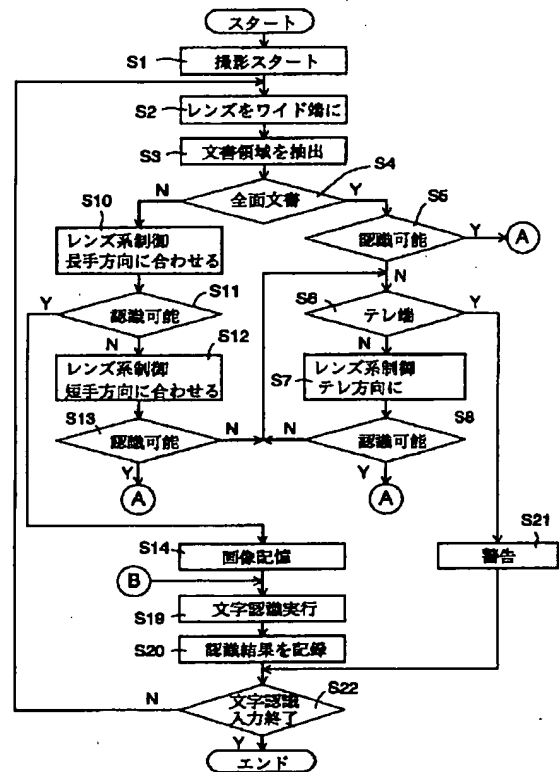 スタート
S1
撮影スタート
S2
レンズをワイド端に
S3
文書領域を抽出
S4
全面文書
N
Y
S10
レンズ系制御
長手方向に合わせる
S5
認識可能
Y
A
N
S11
認識可能
Y
N
S6
テレ端
Y
N
S12
レンズ系制御
短手方向に合わせる
S7
レンズ系制御
テレ方向に
S13
認識可能
N
Y
A
S8
認識可能
N
Y
A
S14
画像記憶
S21
警告
B
S19
文字認識実行
S20
認識結果を記録
S22
文字認識
入力終了
N
Y
エンド